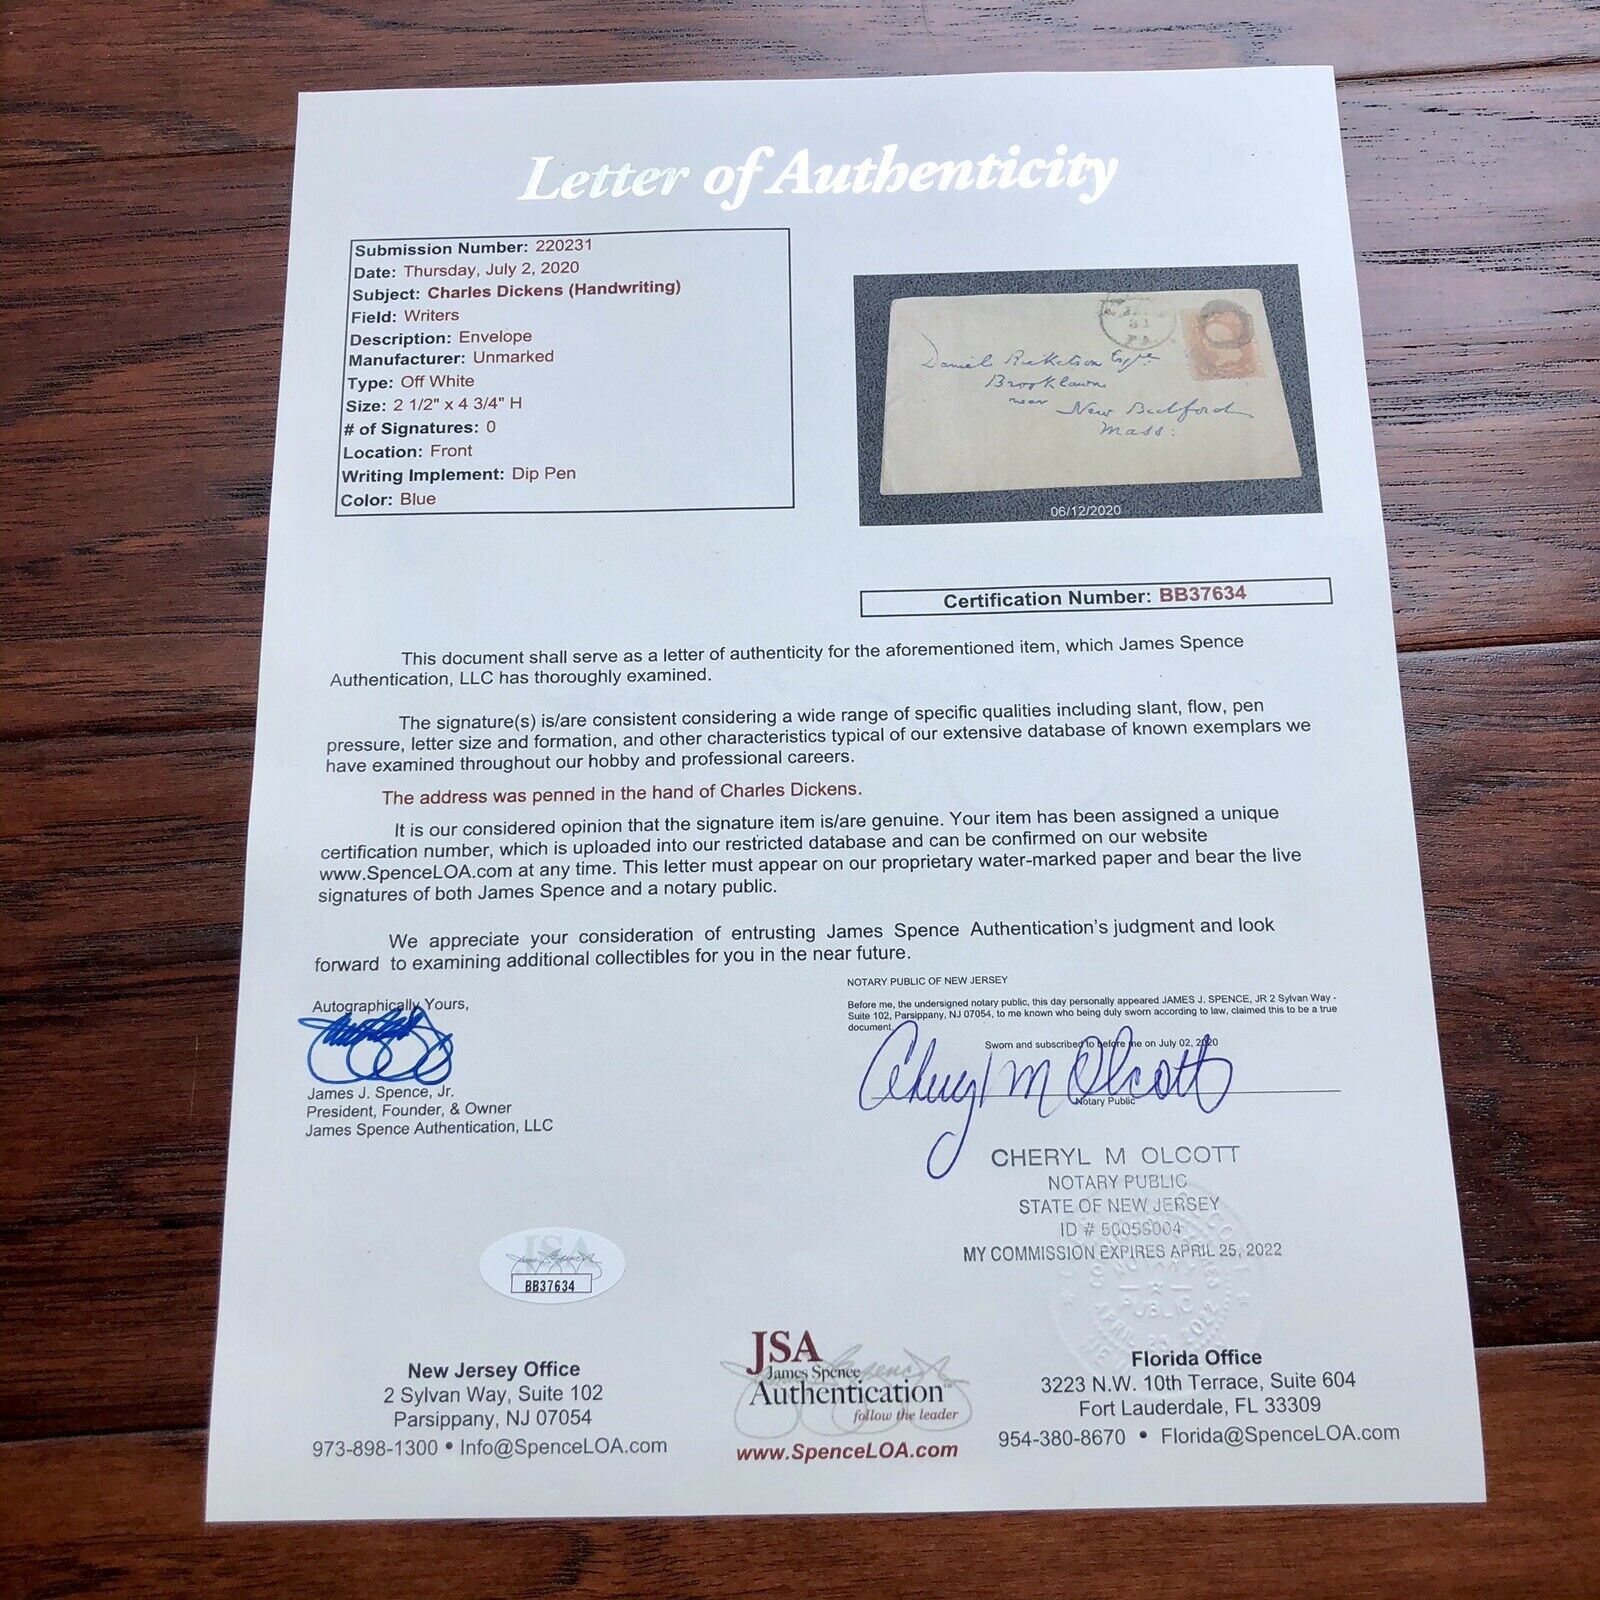 Letter of Authenticity
Submission Number: 220231
Date: Thursday, July 2, 2020
Subject: Charles Dickens (Handwriting)
Field: Writers
Description: Envelope
Manufacturer: Unmarked
Type: Off White
Size: 2 1/2" x 4 3/4" H
# of Signatures: 0
Location: Front
Writing Implement: Dip Pen
Color: Blue
31
PA
Daniel Ricketson Esqre
Brooklawn
near
New Bedford
Mass:
06/12/2020
Certification Number: BB37634
This document shall serve as a letter of authenticity for the aforementioned item, which James Spence
Authentication, LLC has thoroughly examined.
The signature(s) is/are consistent considering a wide range of specific qualities including slant, flow, pen
pressure, letter size and formation, and other characteristics typical of our extensive database of known exemplars we
have examined throughout our hobby and professional careers.
The address was penned in the hand of Charles Dickens.
It is our considered opinion that the signature item is/are genuine. Your item has been assigned a unique
certification number, which is uploaded into our restricted database and can be confirmed on our website
www.SpenceLOA.com at any time. This letter must appear on our proprietary water-marked paper and bear the live
signatures of both James Spence and a notary public.
We appreciate your consideration of entrusting James Spence Authentication's judgment and look
forward to examining additional collectibles for you in the near future.
Autographically Yours,
James J. Spence, Jr.
President, Founder, & Owner
James Spence Authentication, LLC
NOTARY PUBLIC OF NEW JERSEY
Before me, the undersigned notary public, this day personally appeared JAMES J. SPENCE, JR 2 Sylvan Way -
Suite 102, Parsippany, NJ 07054, to me known who being duly sworn according to law, claimed this to be a true
document.
Sworn and subscribed to before me on July 02, 2020
Cheryl M Olcott
Notary Public
CHERYL M OLCOTT
NOTARY PUBLIC
STATE OF NEW JERSEY
ID # 50056004
MY COMMISSION EXPIRES APRIL 25, 2022
JSA
BB37634
New Jersey Office
2 Sylvan Way, Suite 102
Parsippany, NJ 07054
973-898-1300 • Info@SpenceLOA.com
JSA
James Spence
Authentication
follow the leader
www.SpenceLOA.com
Florida Office
3223 N.W. 10th Terrace, Suite 604
Fort Lauderdale, FL 33309
954-380-8670 • Florida@SpenceLOA.com